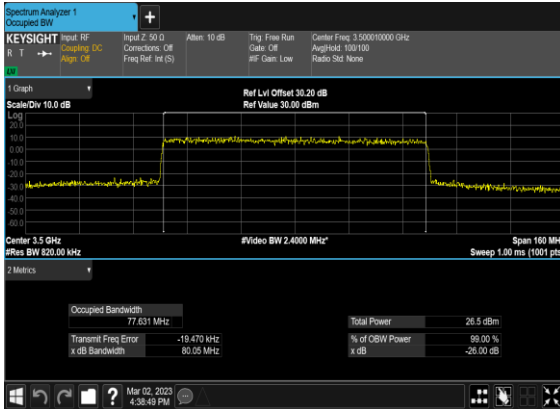 Spectrum Analyzer 1
Occupied BW
+
KEYSIGHT
R T
Input: RF
Coupling: DC
Align: Off
Input Z: 50 Ω
Corrections: Off
Freq Ref: Int (S)
Atten: 10 dB
Trig: Free Run
Gate: Off
#IF Gain: Low
Center Freq: 3.500010000 GHz
Avg|Hold: 100/100
Radio Std: None
1 Graph
Scale/Div 10.0 dB
Ref Lvl Offset 30.20 dB
Ref Value 30.00 dBm
Log
20.0
10.0
0.00
-10.0
-20.0
-30.0
-40.0
-50.0
-60.0
Center 3.5 GHz
#Res BW 820.00 kHz
#Video BW 2.4000 MHz*
Span 160 MH
Sweep 1.00 ms (1001 pts
2 Metrics
Occupied Bandwidth
77.631 MHz
Total Power 26.5 dBm
Transmit Freq Error -19.470 kHz
% of OBW Power 99.00 %
x dB Bandwidth 80.05 MHz
x dB -26.00 dB
?
Mar 02, 2023
4:38:49 PM